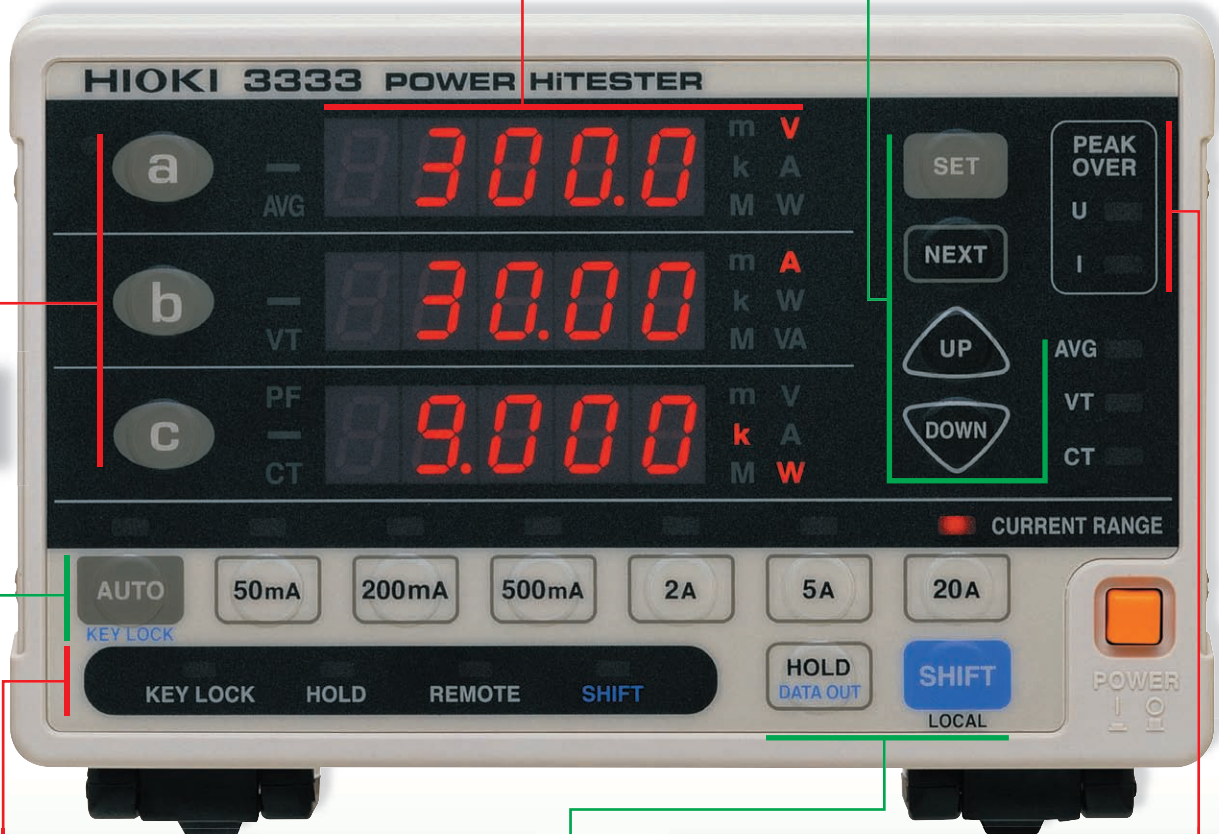 HIOKI 3333 POWER HiTESTER
a
AVG
300.0
m V
k A
M W
b
VT
30.00
m A
k W
M VA
c
PF
CT
9.000
m V
k A
M W
SET
NEXT
UP
DOWN
PEAK
OVER
U
I
AVG
VT
CT
CURRENT RANGE
AUTO
KEY LOCK
50mA
200mA
500mA
2A
5A
20A
KEY LOCK HOLD REMOTE SHIFT
HOLD
DATA OUT
SHIFT
LOCAL
POWER